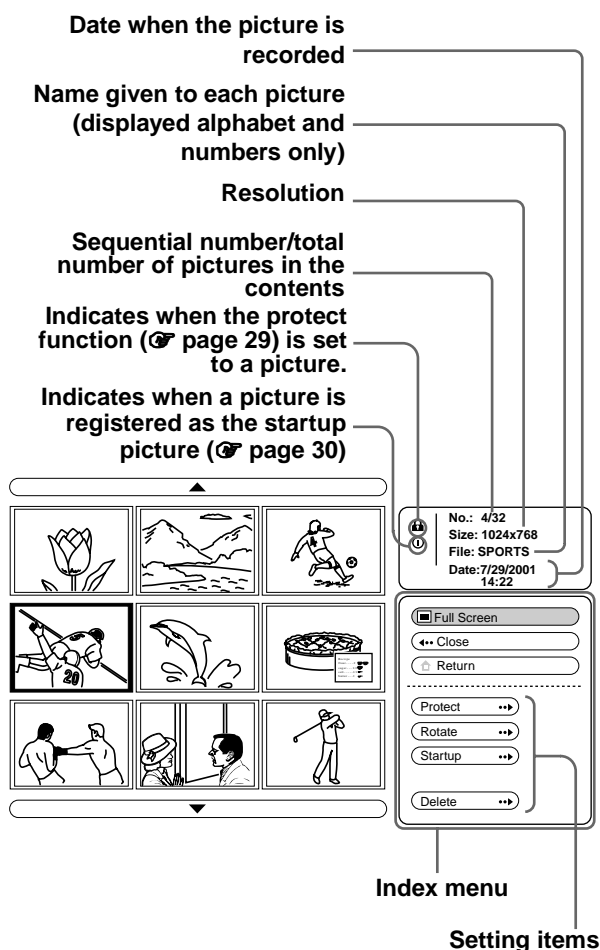 Date when the picture is
recorded
Name given to each picture
(displayed alphabet and
numbers only)
Resolution
Sequential number/total
number of pictures in the
contents
Indicates when the protect
function (☞ page 29) is set
to a picture.
Indicates when a picture is
registered as the startup
picture (☞ page 30)
No.: 4/32
Size: 1024x768
File: SPORTS
Date:7/29/2001
14:22
4
20
Full Screen
Close
Return
Protect
Rotate
Startup
Delete
Index menu
Setting items